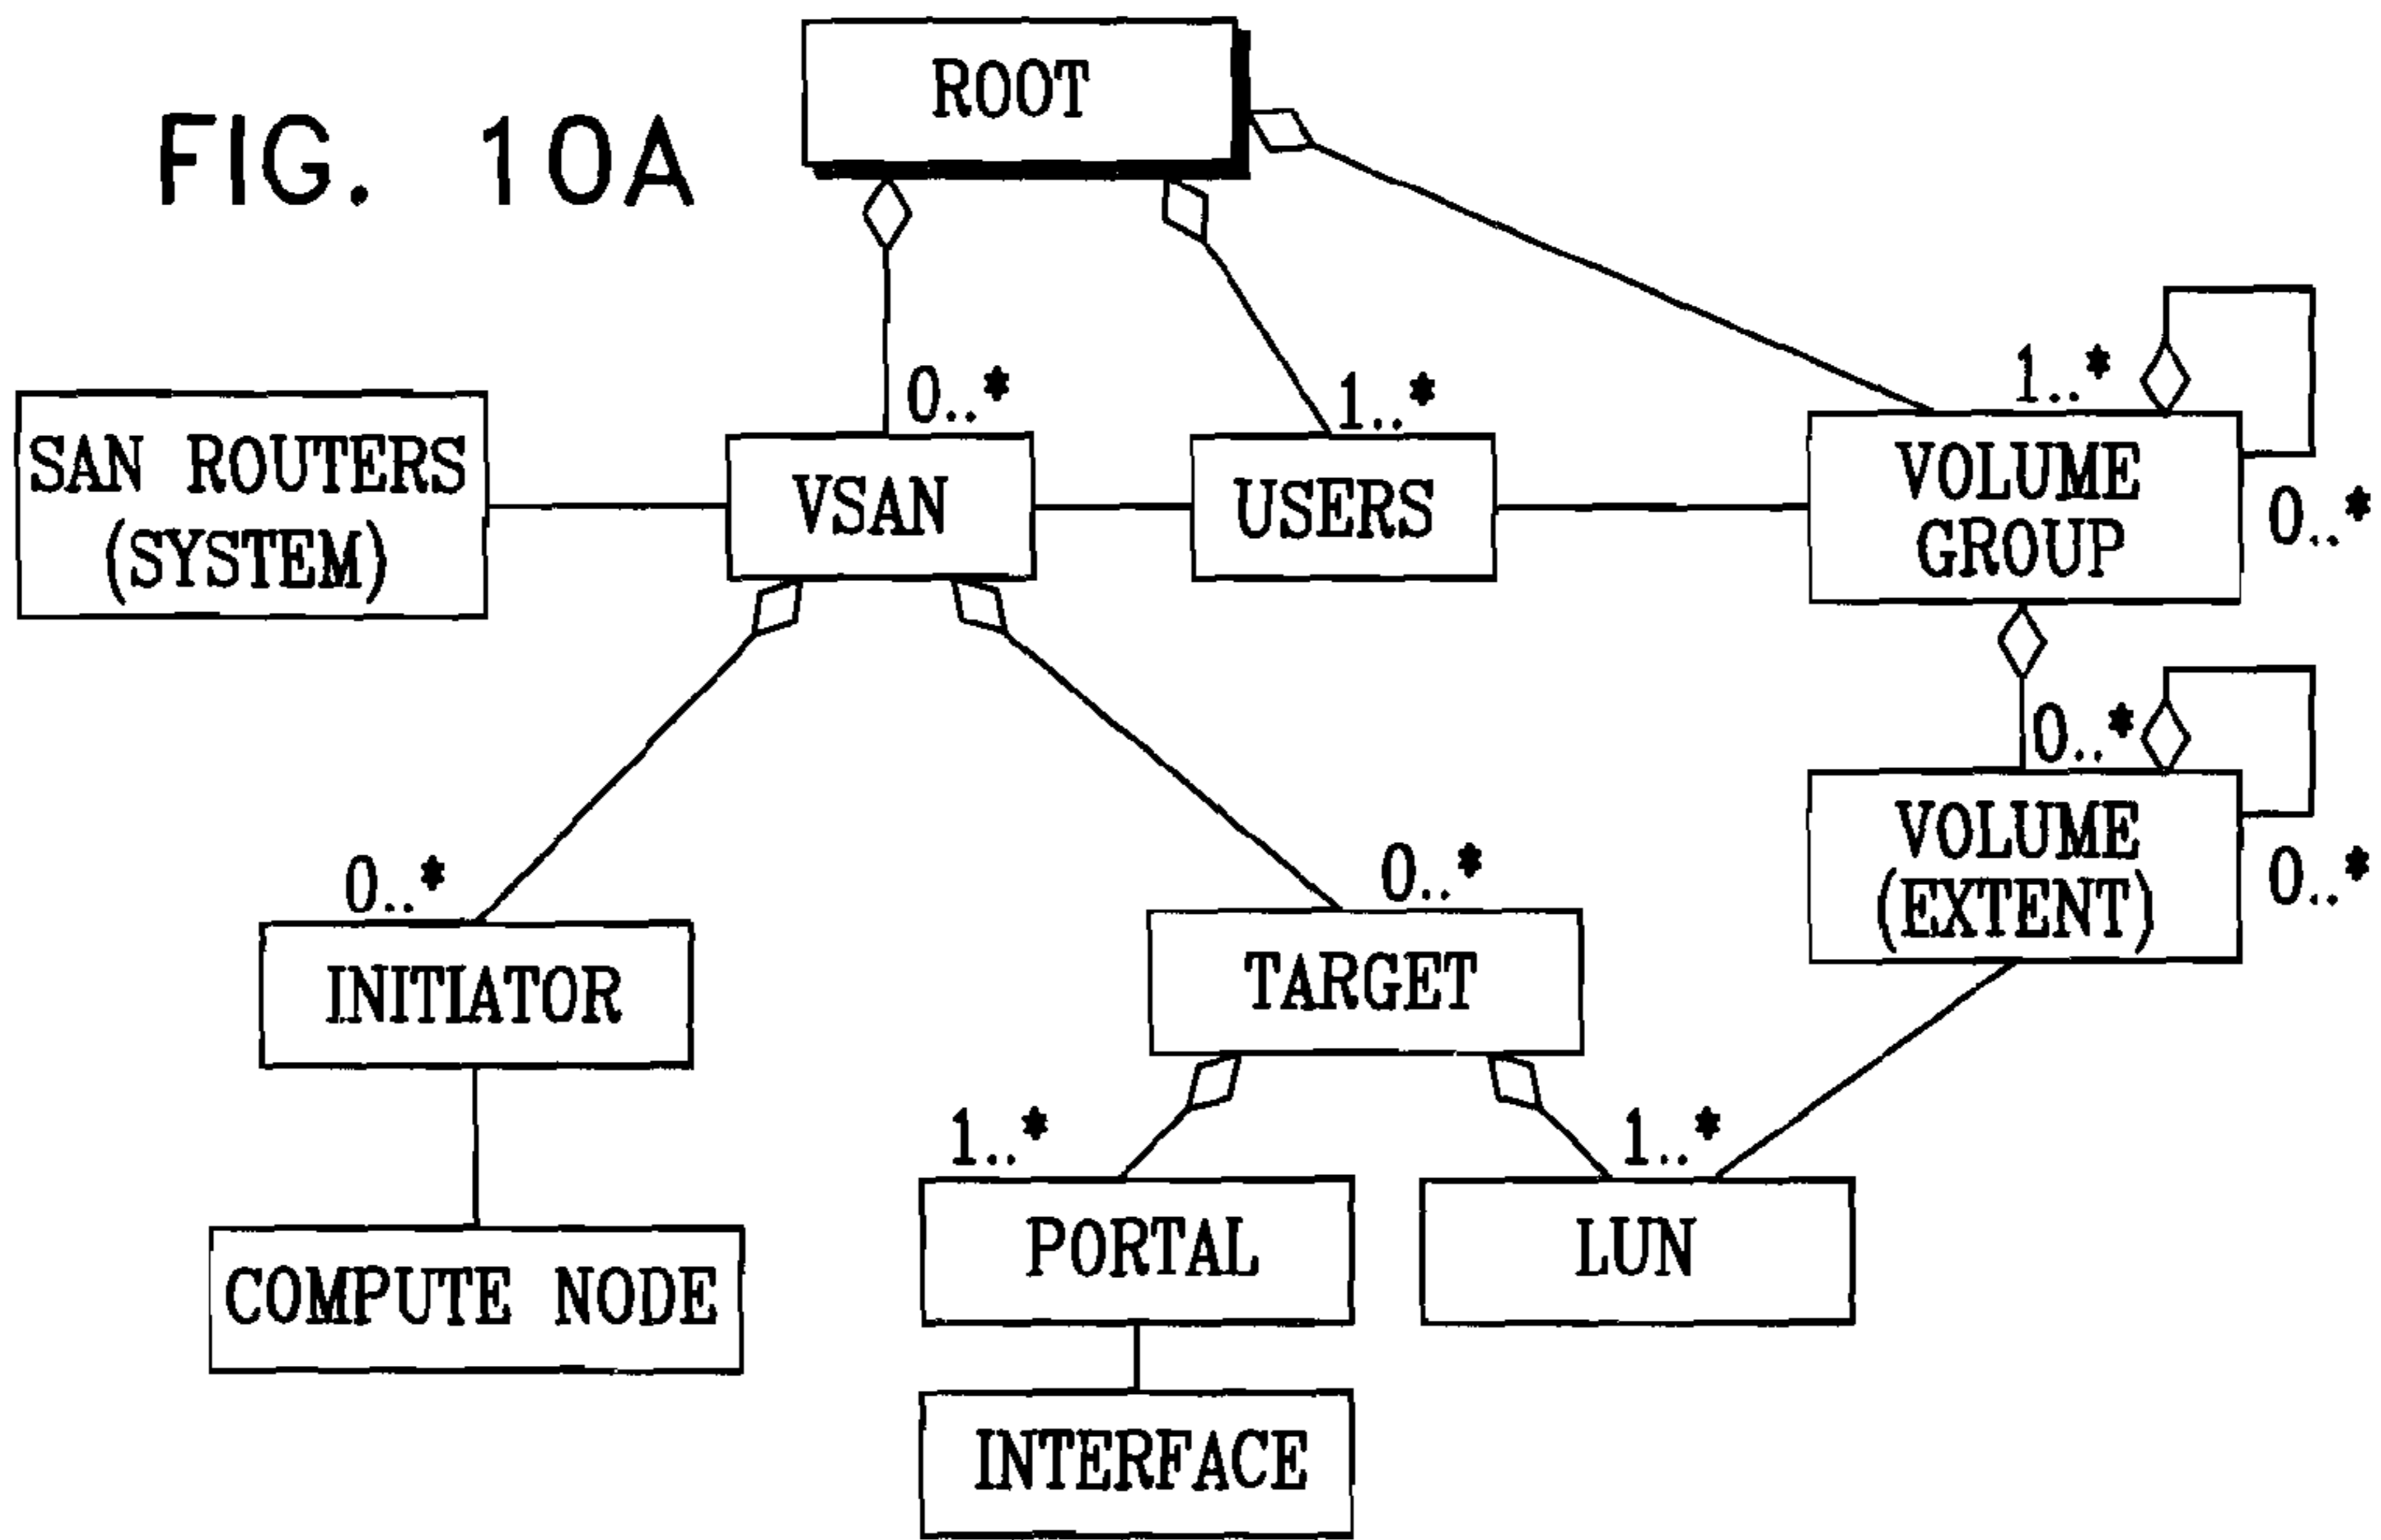 ROOT
FIG. 10A
0..*
1..*
1..*
SAN ROUTERS
(SYSTEM)
VSAN
USERS
VOLUME
GROUP
0..*
0..*
VOLUME
(EXTENT)
0..*
0..*
0..*
INITIATOR
TARGET
1..*
1..*
COMPUTE NODE
PORTAL
LUN
INTERFACE